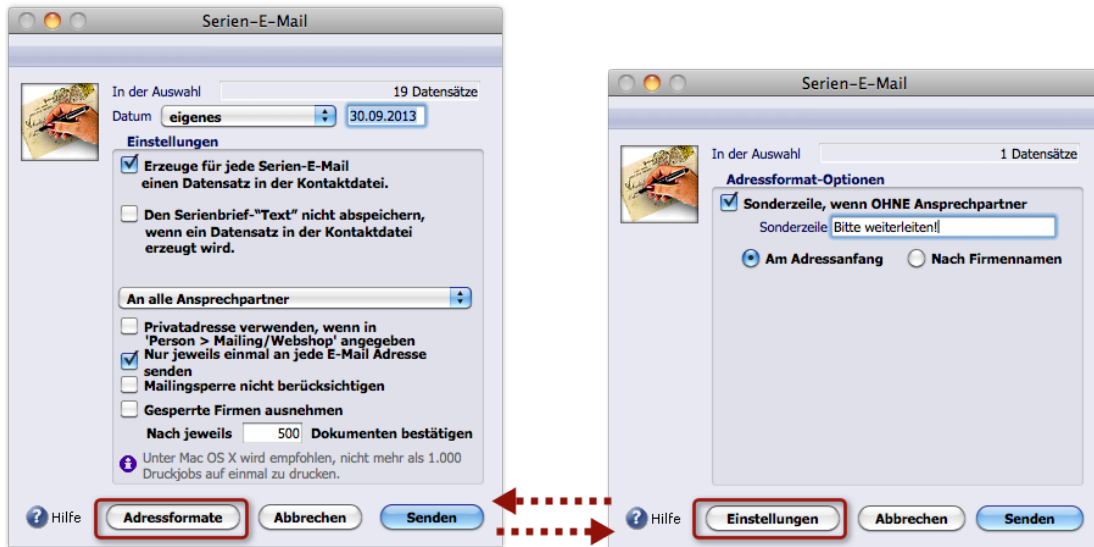 Serien-E-Mail
In der Auswahl 19 Datensätze
Datum eigenes 30.09.2013
Einstellungen
Erzeuge für jede Serien-E-Mail
einen Datensatz in der Kontaktdatei.
Den Serienbrief-“Text” nicht abspeichern,
wenn ein Datensatz in der Kontaktdatei
erzeugt wird.
An alle Ansprechpartner
Privatadresse verwenden, wenn in
'Person > Mailing/Webshop' angegeben
Nur jeweils einmal an jede E-Mail Adresse
senden
Mailingsperre nicht berücksichtigen
Gesperrte Firmen ausnehmen
Nach jeweils 500 Dokumenten bestätigen
Unter Mac OS X wird empfohlen, nicht mehr als 1.000
Druckjobs auf einmal zu drucken.
Hilfe Adressformate Abbrechen Senden
Serien-E-Mail
In der Auswahl 1 Datensätze
Adressformat-Optionen
Sonderzeile, wenn OHNE Ansprechpartner
Sonderzeile Bitte weiterleiten!
Am Adressanfang Nach Firmennamen
Hilfe Einstellungen Abbrechen Senden